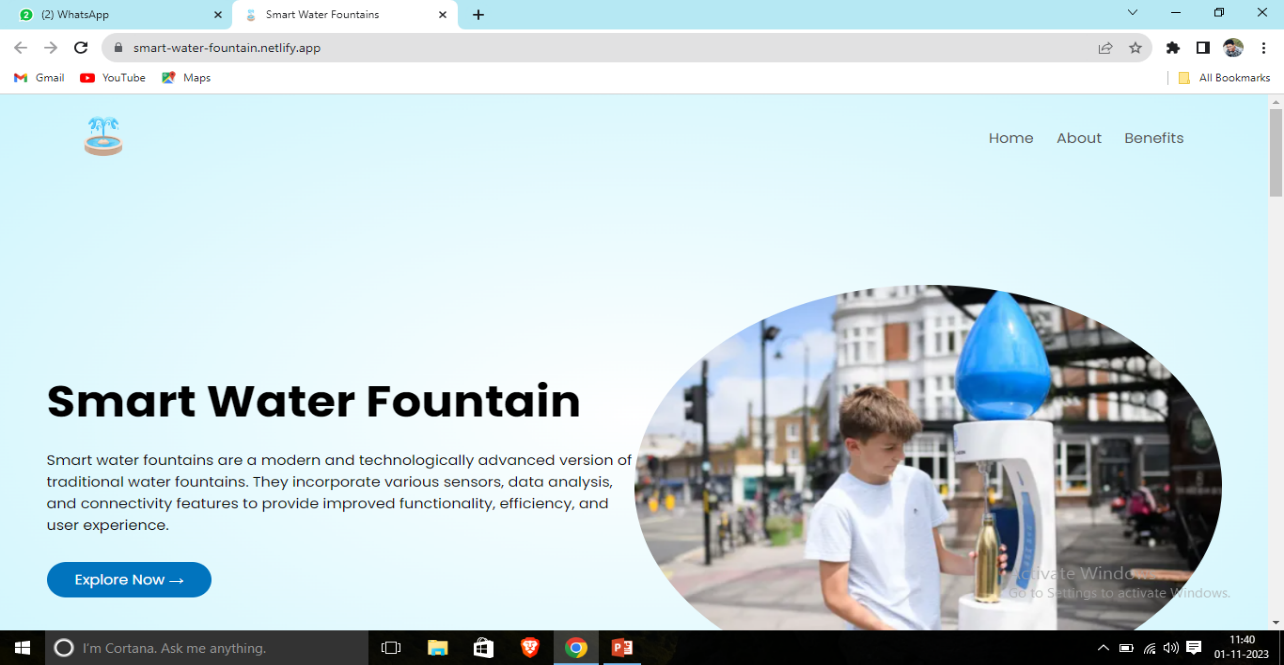 2 (2) WhatsApp
Smart Water Fountains
smart-water-fountain.netlify.app
Gmail YouTube Maps All Bookmarks
Home About Benefits
Smart Water Fountain
Smart water fountains are a modern and technologically advanced version of
traditional water fountains. They incorporate various sensors, data analysis,
and connectivity features to provide improved functionality, efficiency, and
user experience.
Explore Now →
Activate Windows
Go to Settings to activate Windows.
I'm Cortana. Ask me anything.
11:40
01-11-2023